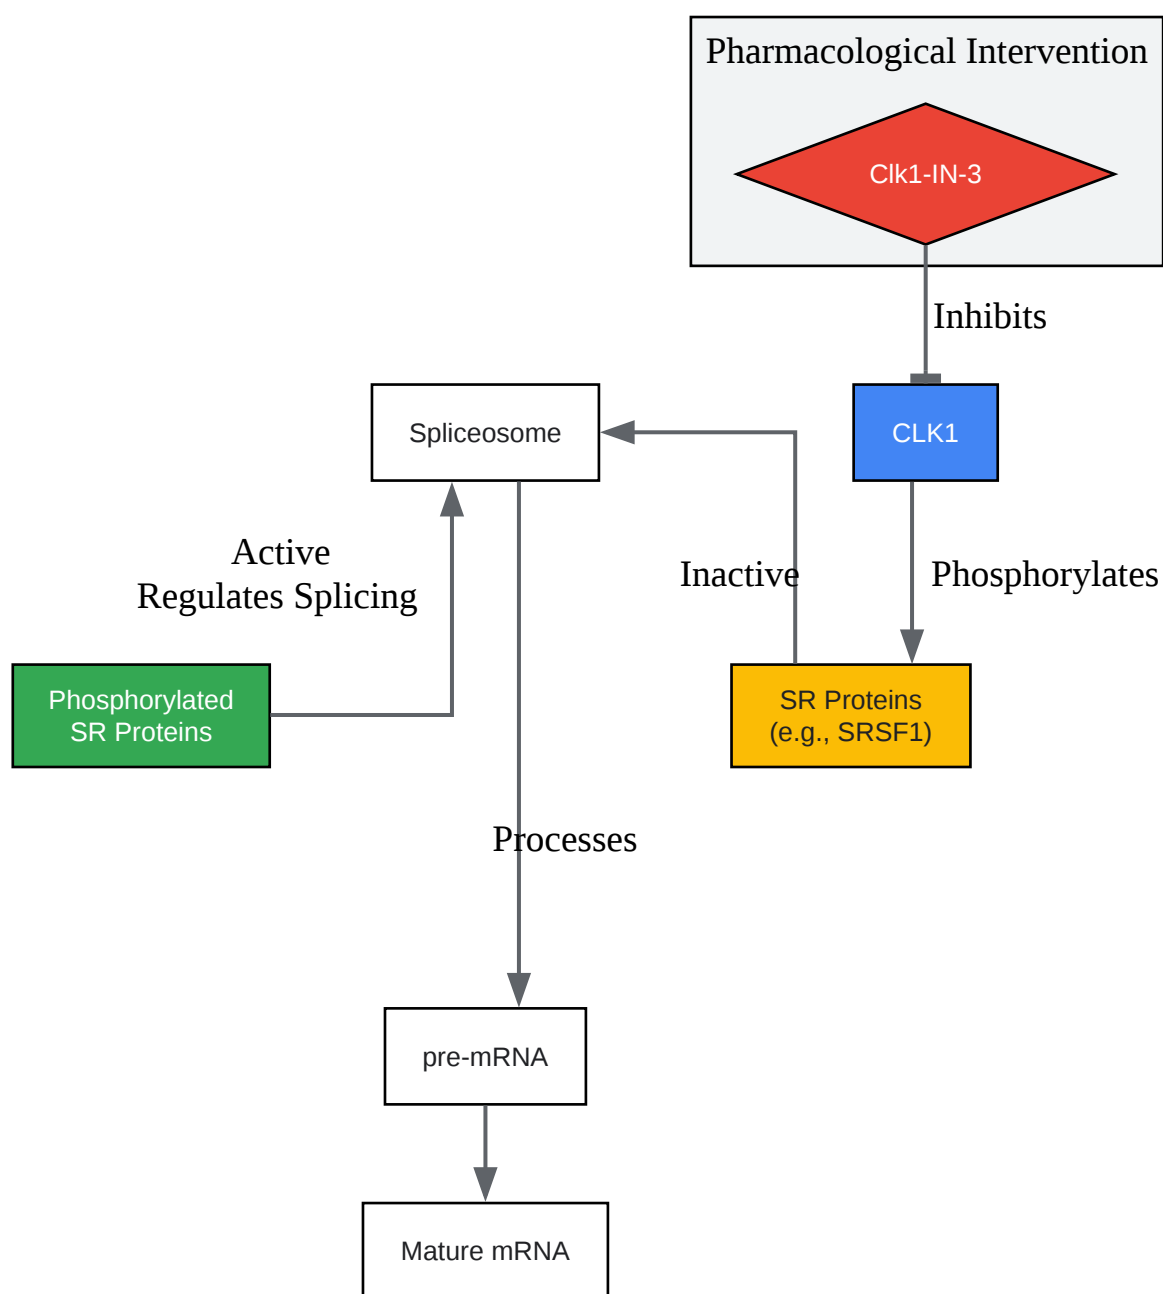 Pharmacological Intervention
Clk1-IN-3
Inhibits
Spliceosome
CLK1
Active
Regulates Splicing
Inactive
Phosphorylates
Phosphorylated
SR Proteins
SR Proteins
(e.g., SRSF1)
Processes
pre-mRNA
Mature mRNA